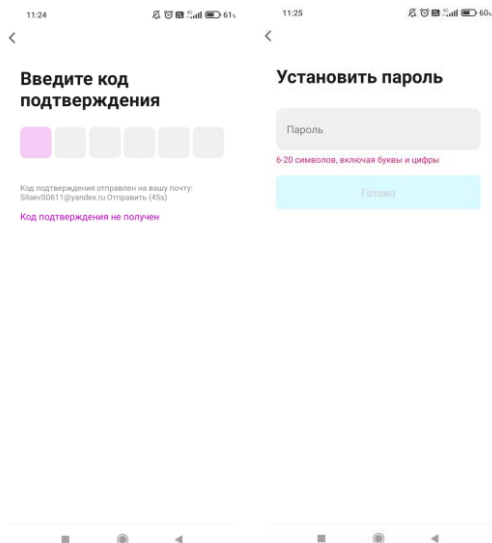 11:24
61%
Введите код
подтверждения
Код подтверждения отправлен на вашу почту:
SilaevS0611@yandex.ru Отправить (45s)
Код подтверждения не получен
11:25
60%
Установить пароль
Пароль
6-20 символов, включая буквы и цифры
Готово